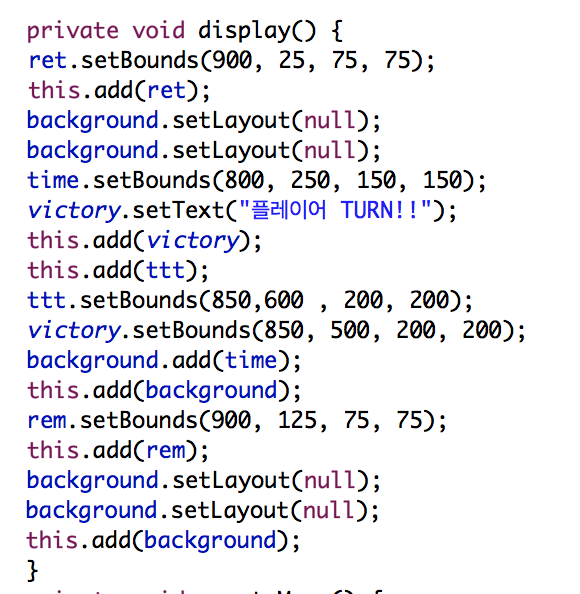 private void display() {
ret.setBounds(900, 25, 75, 75);
this.add(ret);
background.setLayout(null);
background.setLayout(null);
time.setBounds(800, 250, 150, 150);
victory.setText("플레이어 TURN!!");
this.add(victory);
this.add(ttt);
ttt.setBounds(850,600 , 200, 200);
victory.setBounds(850, 500, 200, 200);
background.add(time);
this.add(background);
rem.setBounds(900, 125, 75, 75);
this.add(rem);
background.setLayout(null);
background.setLayout(null);
this.add(background);
}